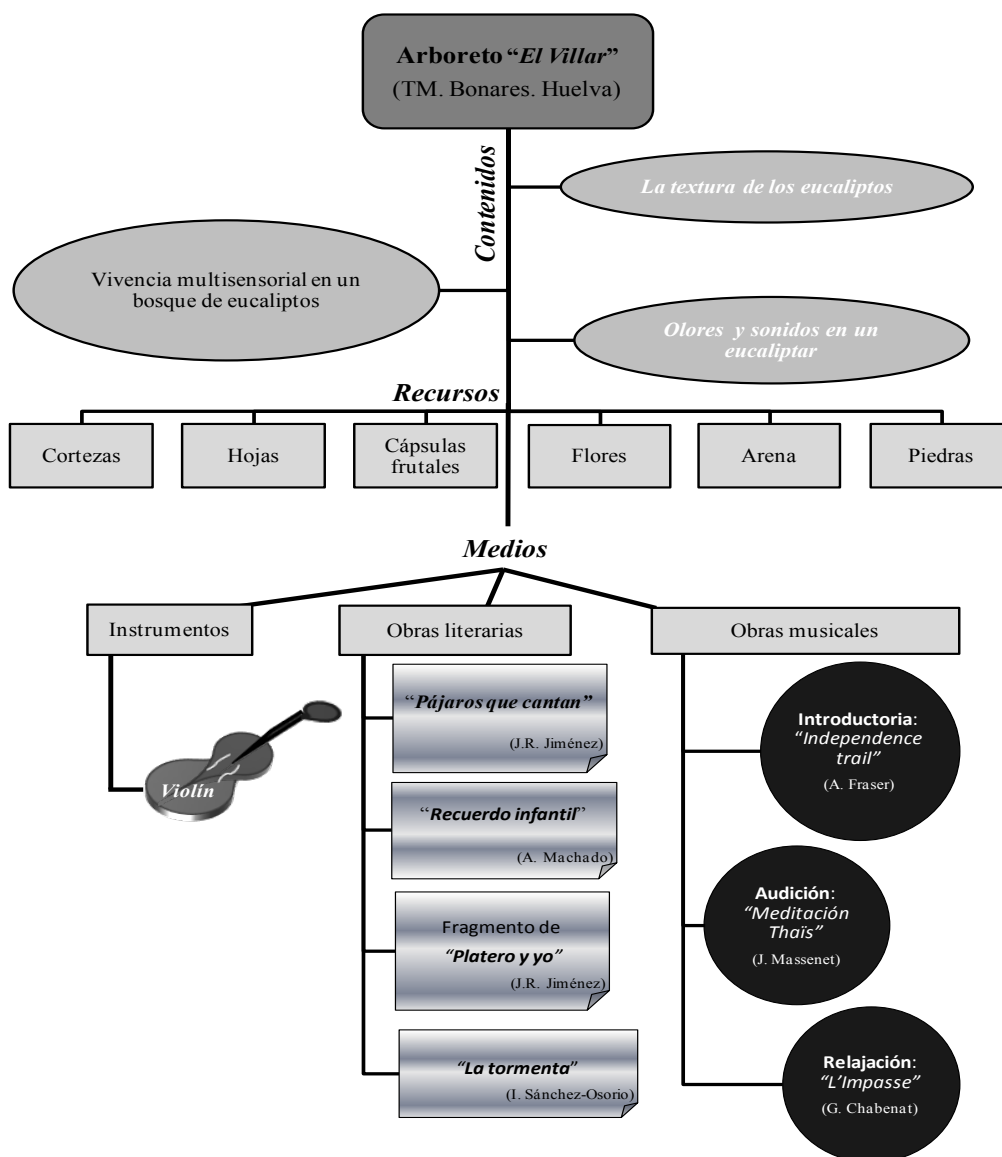 Arboreto “El Villar”
(TM. Bonares. Huelva)
Contenidos
La textura de los eucaliptos
Vivencia multisensorial en un
bosque de eucaliptos
Olores y sonidos en un
eucaliptar
Recursos
Cortezas
Hojas
Cápsulas
frutales
Flores
Arena
Piedras
Medios
Instrumentos
Violín
Obras literarias
“Pájaros que cantan”
(J.R. Jiménez)
“Recuerdo infantil”
(A. Machado)
Fragmento de
“Platero y yo”
(J.R. Jiménez)
“La tormenta”
(I. Sánchez-Osorio)
Obras musicales
Introductoria:
“Independence
trail”
(A. Fraser)
Audición:
“Meditación
Thaïs”
(J. Massenet)
Relajación:
“L’Impasse”
(G. Chabenat)